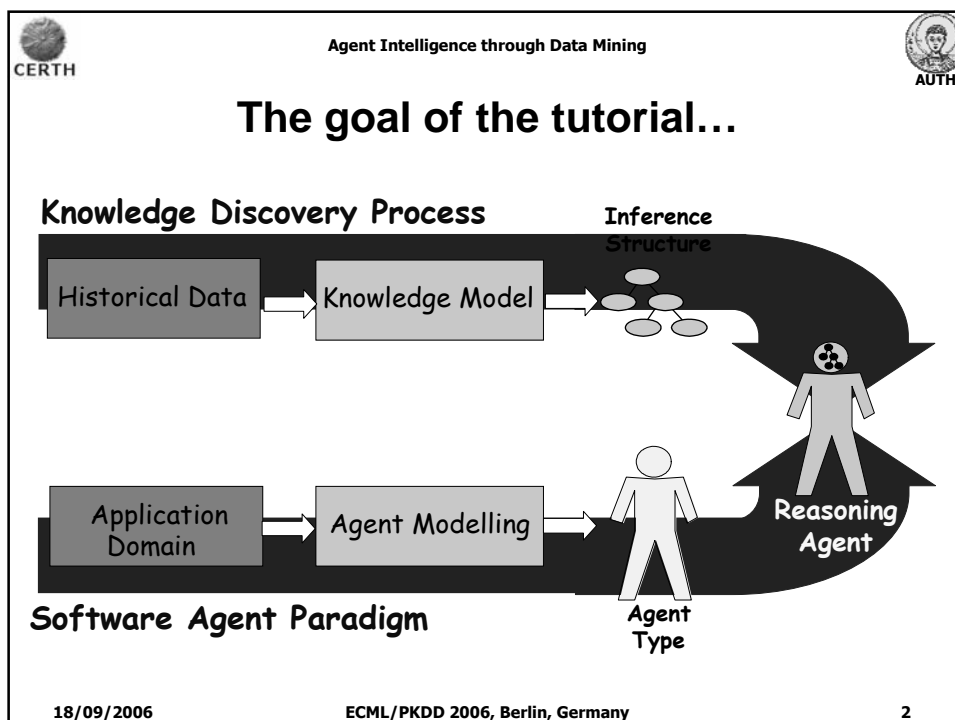 Agent Intelligence through Data Mining
CERTH
AUTH
The goal of the tutorial…
Knowledge Discovery Process
Inference
Structure
Historical Data
Knowledge Model
Application
Domain
Agent Modelling
Reasoning
Agent
Software Agent Paradigm
Agent
Type
18/09/2006
ECML/PKDD 2006, Berlin, Germany
2